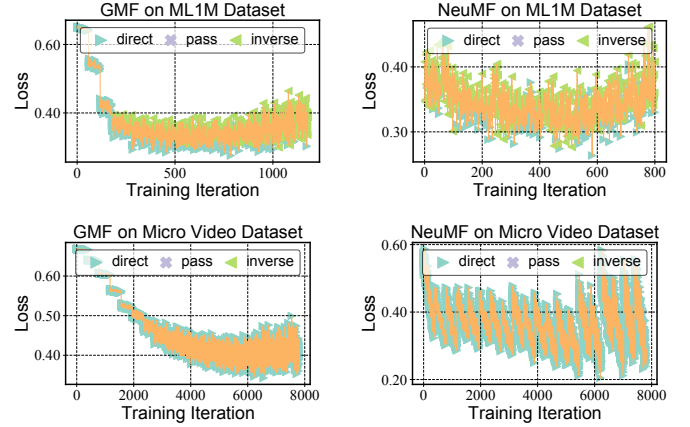 GMF on ML1M Dataset
direct pass inverse
Loss
0.60
0.40
0 500 1000
Training Iteration
NeuMF on ML1M Dataset
direct pass inverse
Loss
0.40
0.30
0 200 400 600 800
Training Iteration
GMF on Micro Video Dataset
direct pass inverse
Loss
0.60
0.50
0.40
0 2000 4000 6000 8000
Training Iteration
NeuMF on Micro Video Dataset
0.60
direct pass inverse
Loss
0.40
0.20
0 2000 4000 6000 8000
Training Iteration